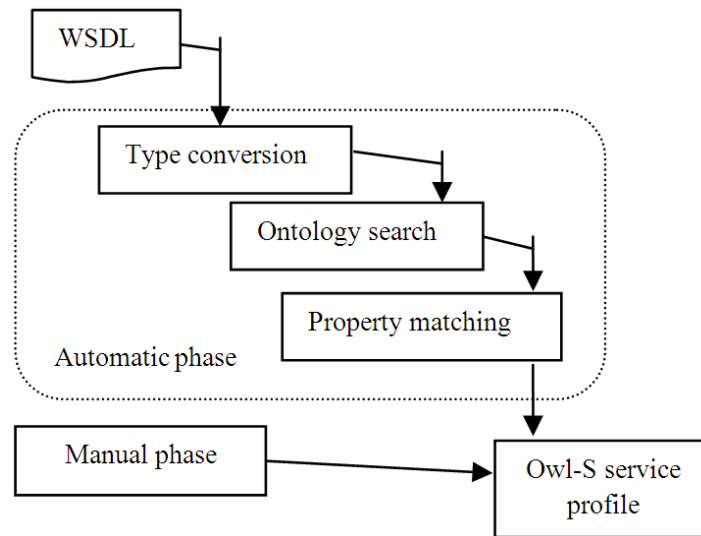 WSDL
Type conversion
Ontology search
Property matching
Automatic phase
Manual phase
Owl-S service
profile